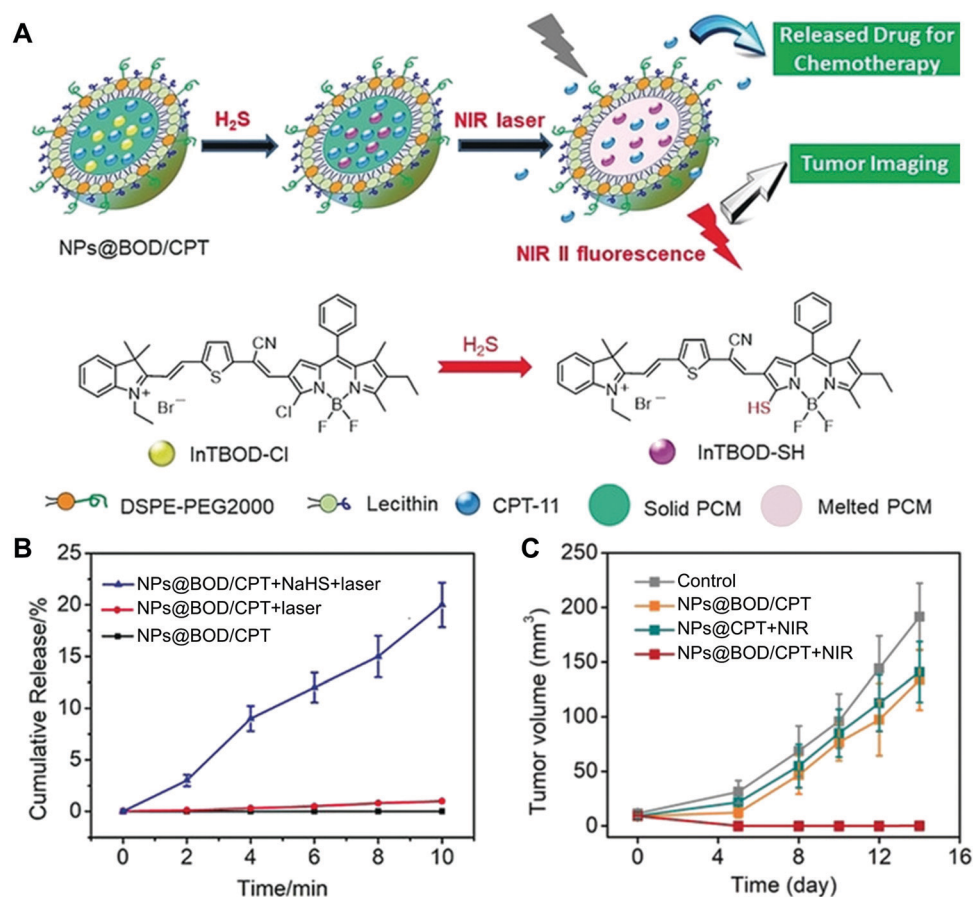 A
H₂S
NIR laser
Released Drug for
Chemotherapy
Tumor Imaging
NPs@BOD/CPT
NIR II fluorescence
CN
S
N⁺
Br⁻
Cl
N
N
B
F
F
H₂S
CN
S
N⁺
Br⁻
HS
N
N
B
F
F
InTBOD-Cl
InTBOD-SH
DSPE-PEG2000
Lecithin
CPT-11
Solid PCM
Melted PCM
B
Cumulative Release/%
25
20
15
10
5
0
NPs@BOD/CPT+NaHS+laser
NPs@BOD/CPT+laser
NPs@BOD/CPT
0 2 4 6 8 10
Time/min
C
Tumor volume (mm³)
250
200
150
100
50
0
Control
NPs@BOD/CPT
NPs@CPT+NIR
NPs@BOD/CPT+NIR
0 4 8 12 16
Time (day)